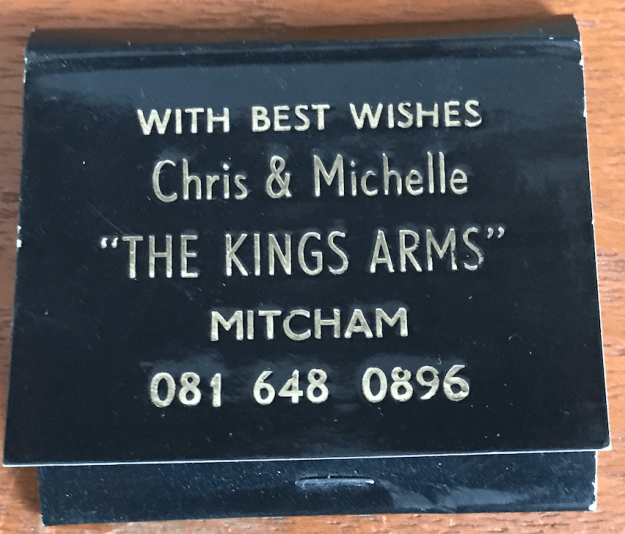 WITH BEST WISHES
Chris & Michelle
“THE KINGS ARMS”
MITCHAM
081 648 0896